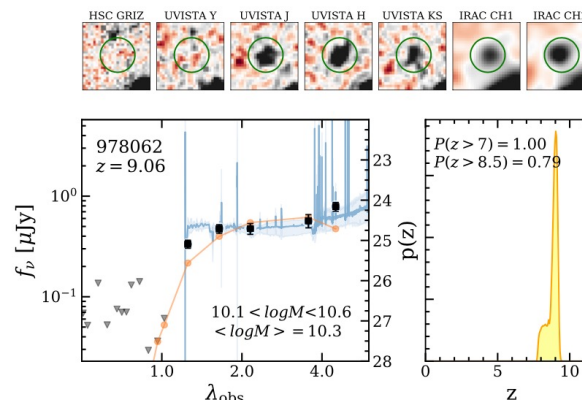 HSC GRIZ UVISTA Y UVISTA J UVISTA H UVISTA KS IRAC CH1 IRAC CH
978062
z = 9.06
P(z > 7) = 1.00
P(z > 8.5) = 0.79
10.1 < logM < 10.6
< logM > = 10.3
f_ν [μJy]
10⁰
10⁻¹
23
24
25
26
27
28
p(z)
1.0 2.0 4.0
0 5 10
λ_obs
z